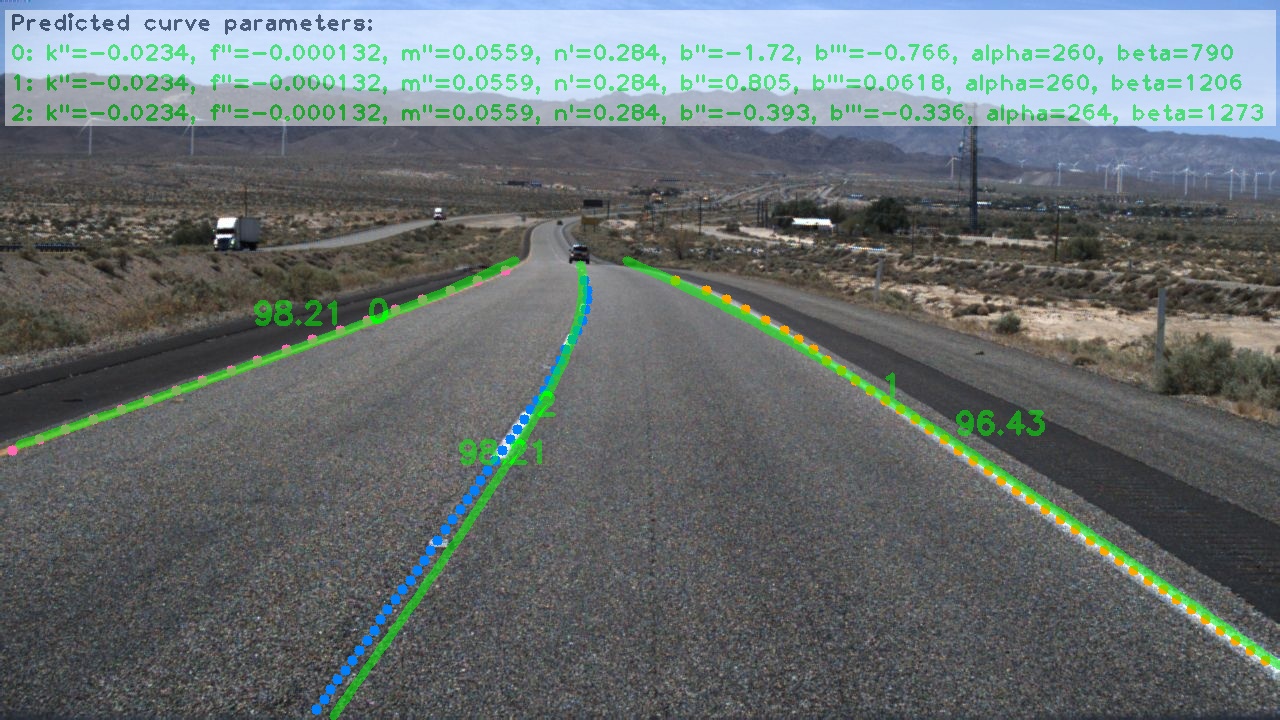 Predicted curve parameters:
0: k''=-0.0234, f''=-0.000132, m''=0.0559, n'=0.284, b''=-1.72, b'''=-0.766, alpha=260, beta=790
1: k''=-0.0234, f''=-0.000132, m''=0.0559, n'=0.284, b''=0.805, b'''=0.0618, alpha=260, beta=1206
2: k''=-0.0234, f''=-0.000132, m''=0.0559, n'=0.284, b''=-0.393, b'''=-0.336, alpha=264, beta=1273
98.21 0
1
2
96.43
98.21